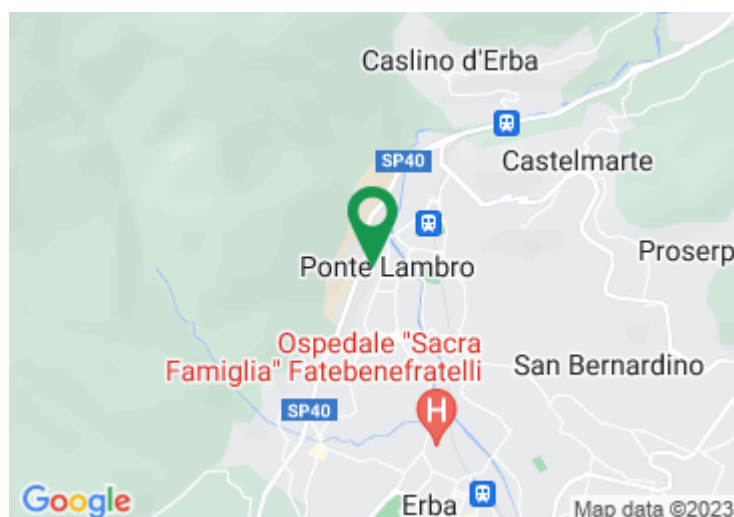 Caslino d'Erba
SP40
Castelmarte
Ponte Lambro
Proserp
Ospedale "Sacra
Famiglia" Fatebenefratelli
San Bernardino
SP40
H
Erba
Google
Map data ©2023